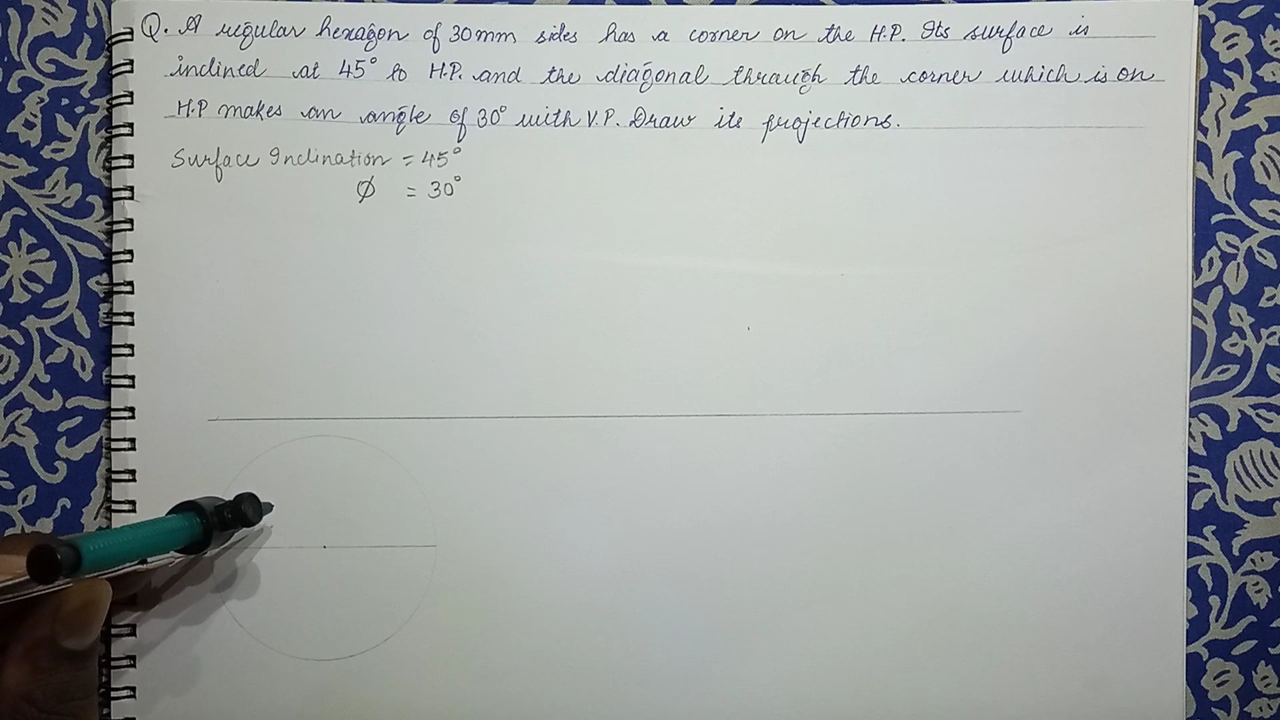 Q. A regular hexagon of 30mm sides has a corner on the H.P. Its surface is
inclined at 45° to H.P. and the diagonal through the corner which is on
H.P makes an angle of 30° with V.P. Draw its projections.
Surface Inclination = 45°
Ø = 30°